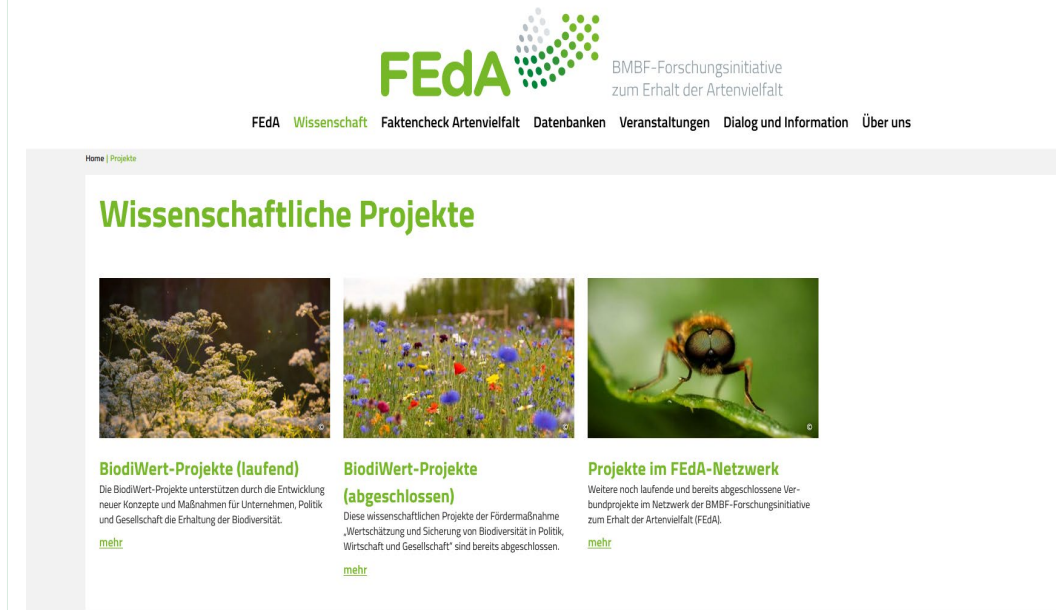 FEdA
BMBF-Forschungsinitiative
zum Erhalt der Artenvielfalt
FEdA Wissenschaft Faktencheck Artenvielfalt Datenbanken Veranstaltungen Dialog und Information Über uns
Home | Projekte
Wissenschaftliche Projekte
©
©
©
BiodiWert-Projekte (laufend)
Die BiodiWert-Projekte unterstützen durch die Entwicklung
neuer Konzepte und Maßnahmen für Unternehmen, Politik
und Gesellschaft die Erhaltung der Biodiversität.
mehr
BiodiWert-Projekte
(abgeschlossen)
Diese wissenschaftlichen Projekte der Fördermaßnahme
„Wertschätzung und Sicherung von Biodiversität in Politik,
Wirtschaft und Gesellschaft“ sind bereits abgeschlossen.
mehr
Projekte im FEdA-Netzwerk
Weitere noch laufende und bereits abgeschlossene Ver-
bundprojekte im Netzwerk der BMBF-Forschungsinitiative
zum Erhalt der Artenvielfalt (FEdA).
mehr